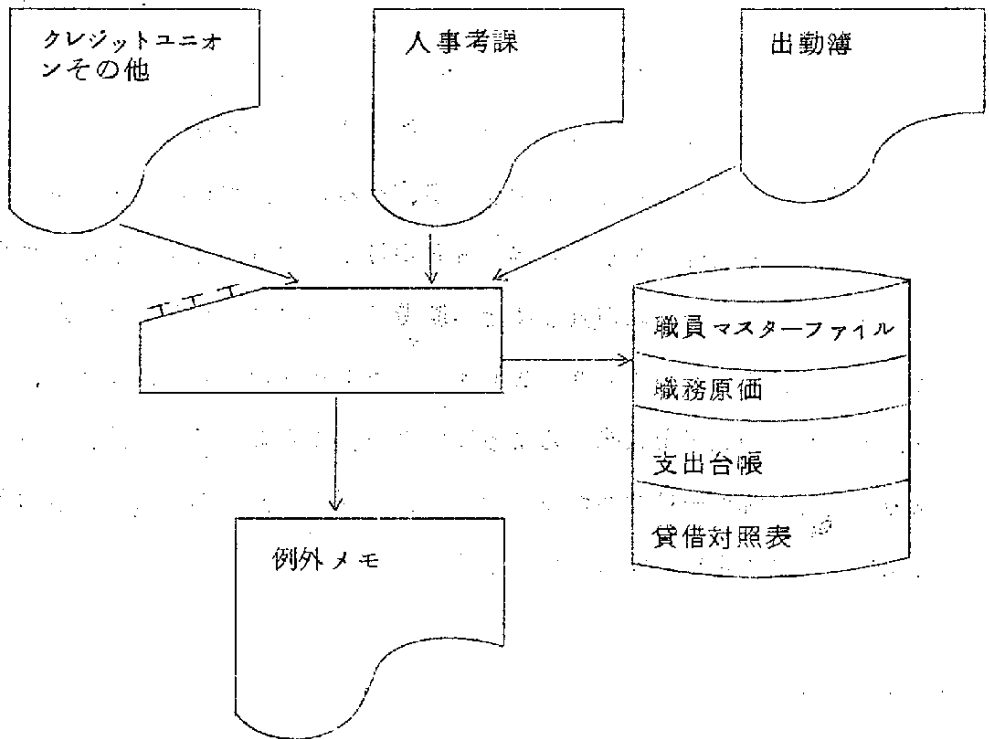 クレジットユニオ
ンその他
人事考課
出勤簿
職員マスターファイル
職務原価
支出台帳
貸借対照表
例外メモ